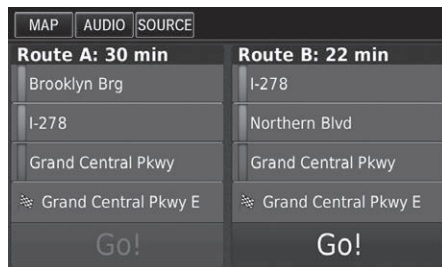 MAP AUDIO SOURCE
Route A: 30 min
Brooklyn Brg
I-278
Grand Central Pkwy
Grand Central Pkwy E
Go!
Route B: 22 min
I-278
Northern Blvd
Grand Central Pkwy
Grand Central Pkwy E
Go!